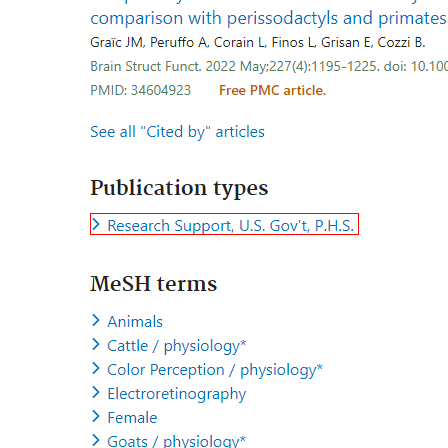 comparison with perissodactyls and primates
Graïc JM, Peruffo A, Corain L, Finos L, Grisan E, Cozzi B.
Brain Struct Funct. 2022 May;227(4):1195-1225. doi: 10.100
PMID: 34604923 Free PMC article.
See all "Cited by" articles
Publication types
Research Support, U.S. Gov't, P.H.S.
MeSH terms
Animals
Cattle / physiology*
Color Perception / physiology*
Electroretinography
Female
Goats / physiology*